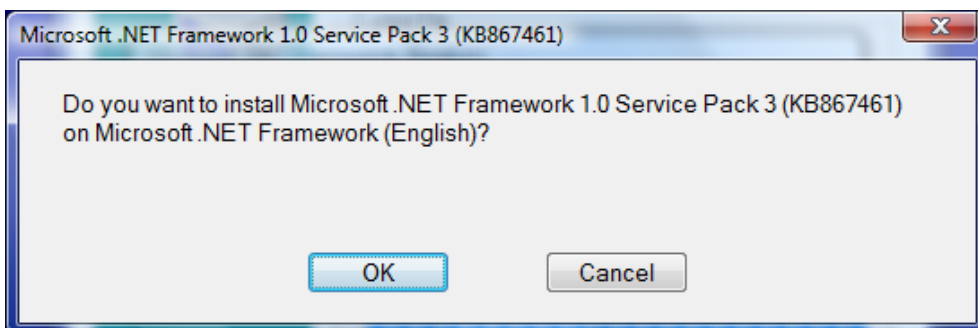 Microsoft .NET Framework 1.0 Service Pack 3 (KB867461)
Do you want to install Microsoft .NET Framework 1.0 Service Pack 3 (KB867461)
on Microsoft .NET Framework (English)?
OK
Cancel